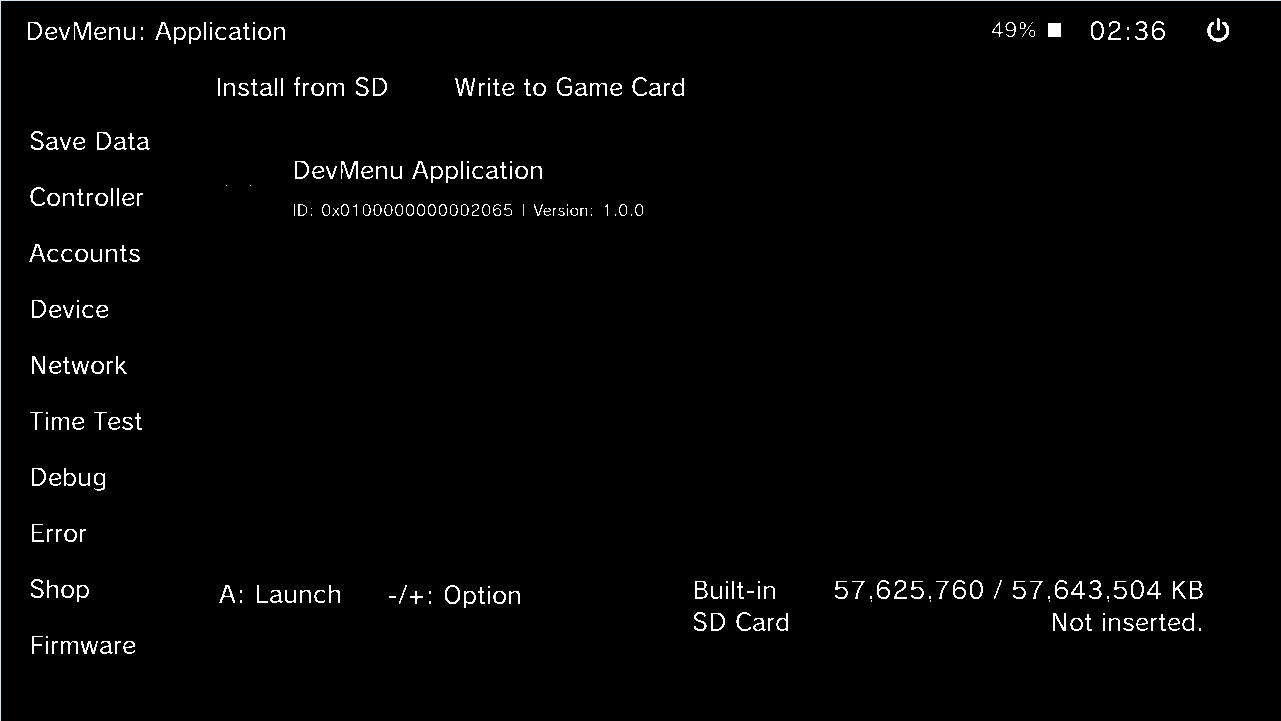 DevMenu: Application 49% 02:36
Install from SD Write to Game Card
Save Data
DevMenu Application
Controller
ID: 0x0100000000002065 | Version: 1.0.0
Accounts
Device
Network
Time Test
Debug
Error
Shop
A: Launch -/+: Option
Built-in 57,625,760 / 57,643,504 KB
SD Card Not inserted.
Firmware